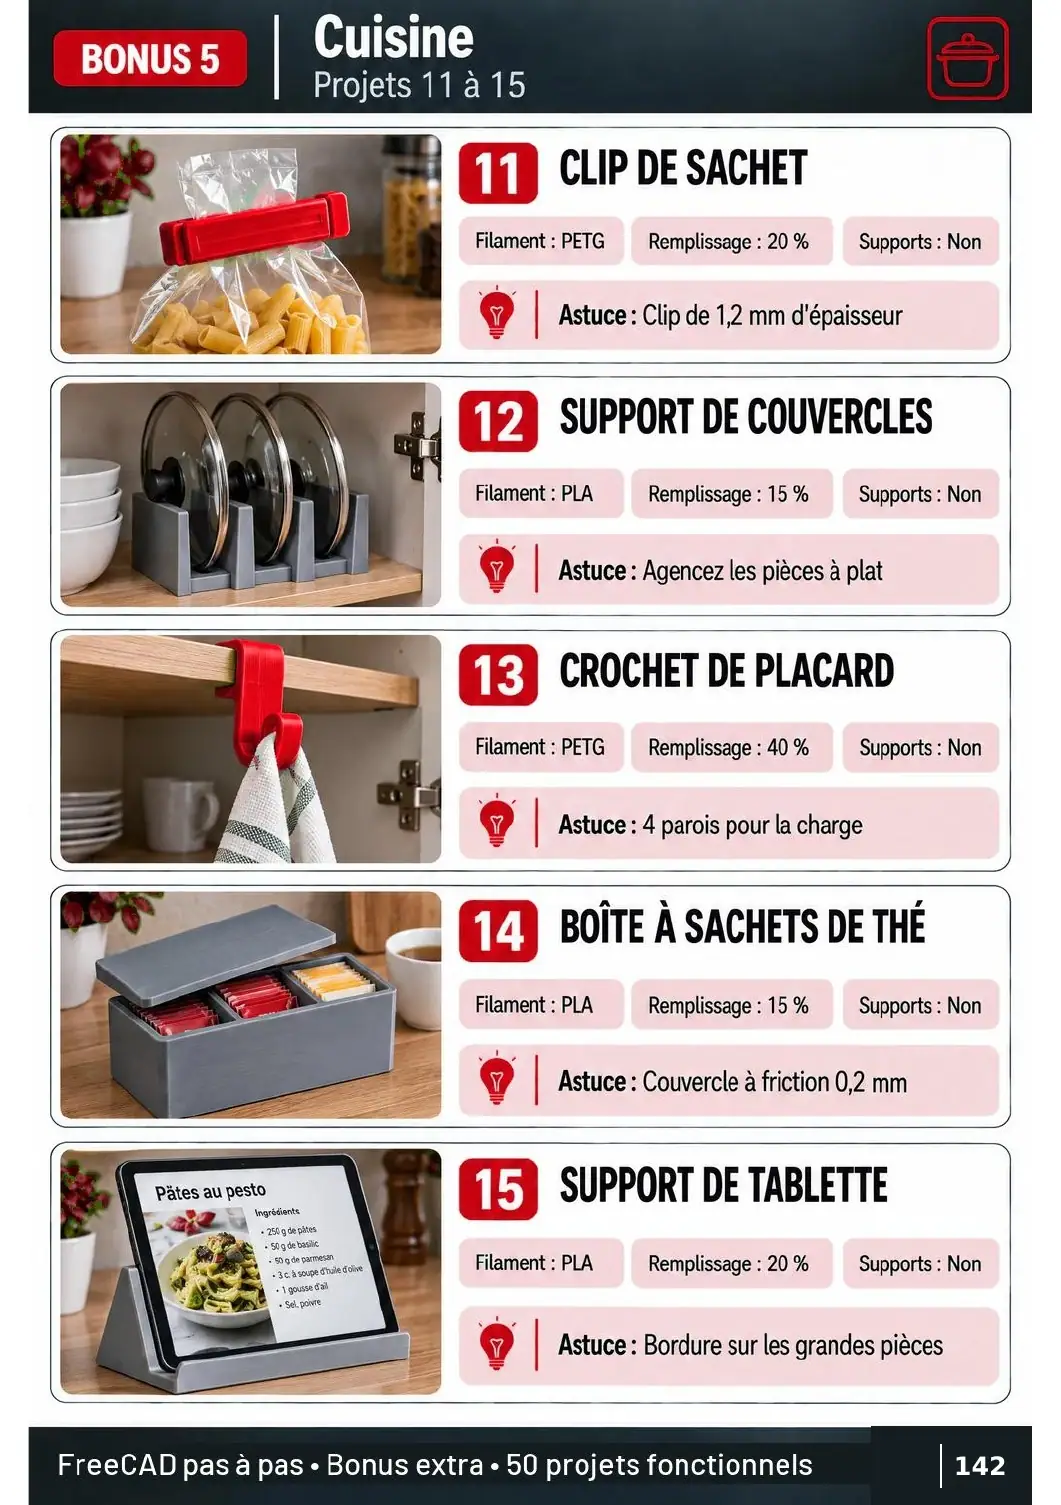 BONUS 5
Cuisine
Projets 11 à 15
11
CLIP DE SACHET
Filament : PETG
Remplissage : 20 %
Supports : Non
Astuce : Clip de 1,2 mm d'épaisseur
12
SUPPORT DE COUVERCLES
Filament : PLA
Remplissage : 15 %
Supports : Non
Astuce : Agencez les pièces à plat
13
CROCHET DE PLACARD
Filament : PETG
Remplissage : 40 %
Supports : Non
Astuce : 4 parois pour la charge
14
BOÎTE À SACHETS DE THÉ
Filament : PLA
Remplissage : 15 %
Supports : Non
Astuce : Couvercle à friction 0,2 mm
Pâtes au pesto
Ingrédients
• 250 g de pâtes
• 50 g de basilic
• 50 g de parmesan
• 3 c. à soupe d'huile d'olive
• 1 gousse d'ail
• Sel, poivre
15
SUPPORT DE TABLETTE
Filament : PLA
Remplissage : 20 %
Supports : Non
Astuce : Bordure sur les grandes pièces
FreeCAD pas à pas • Bonus extra • 50 projets fonctionnels
142